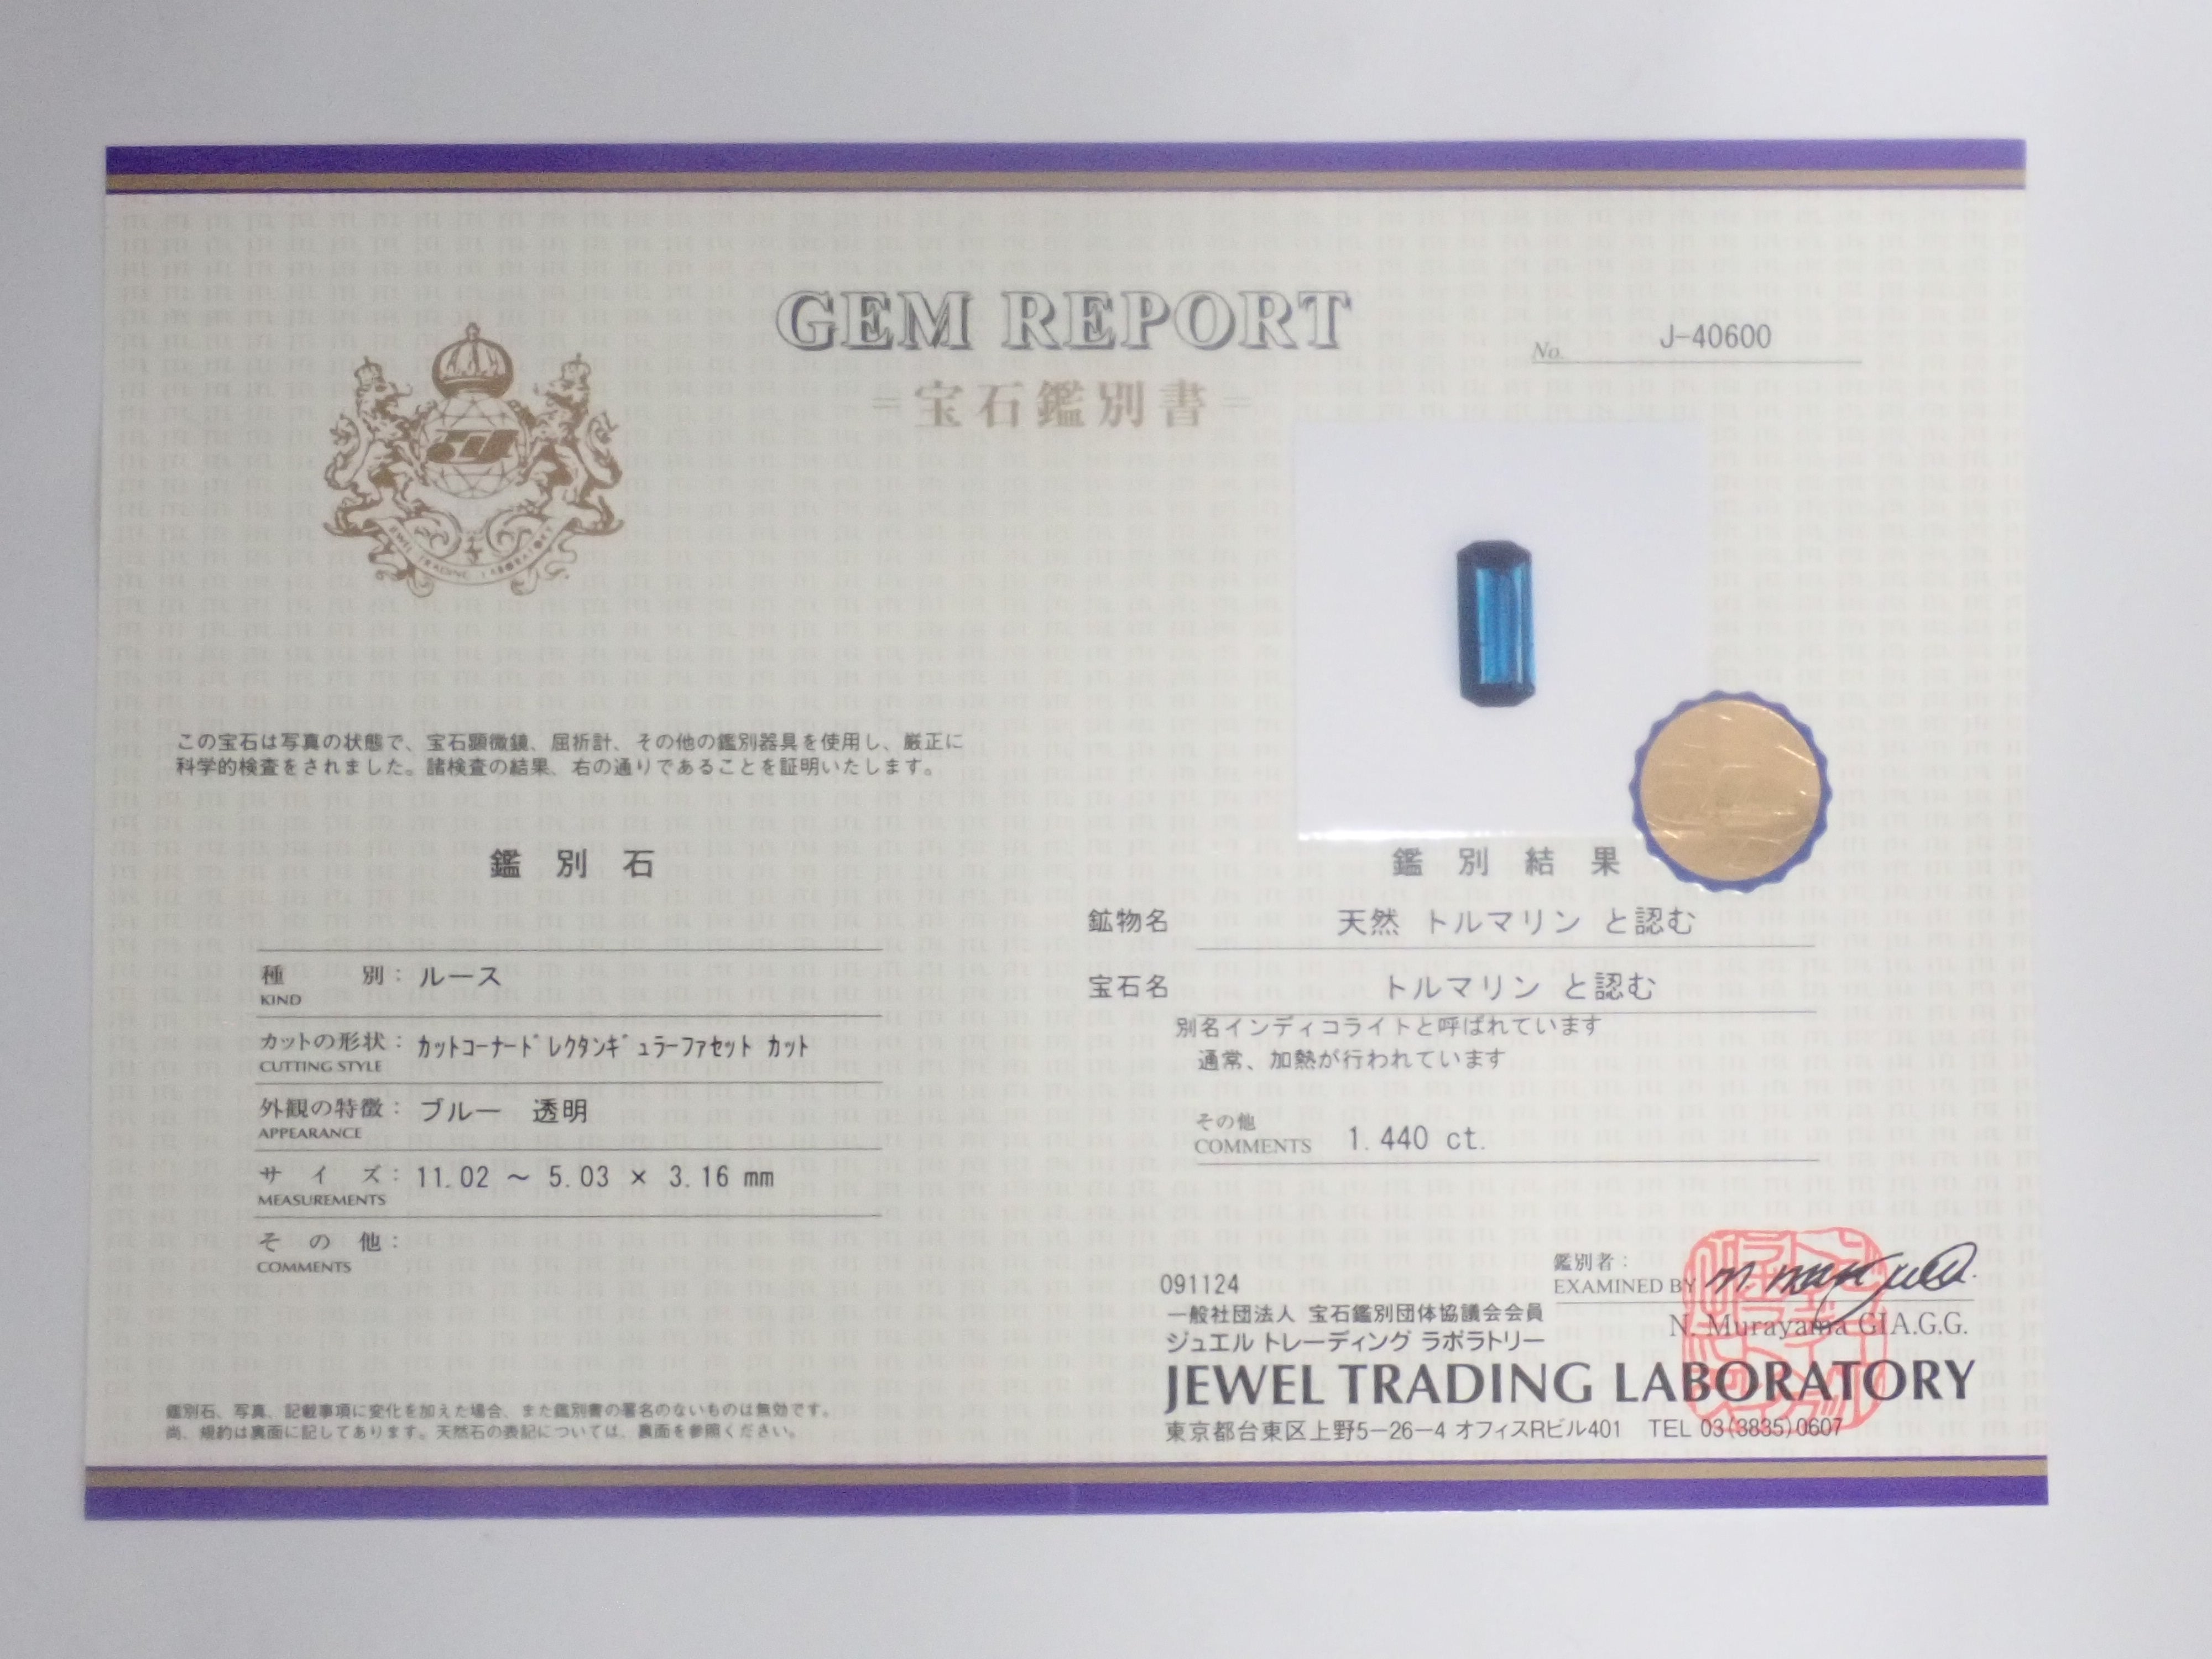 GEM REPORT
=宝石鑑別書=
No. J-40600
JEWEL TRADING LABORATORY
この宝石は写真の状態で、宝石顕微鏡、屈折計、その他の鑑別器具を使用し、厳正に
科学的検査をされました。諸検査の結果、右の通りであることを証明いたします。
鑑別石
種別：ルース
KIND
カットの形状：カットコーナード レクタンギュラーファセット カット
CUTTING STYLE
外観の特徴：ブルー 透明
APPEARANCE
サイズ：11.02 ～ 5.03 × 3.16 mm
MEASUREMENTS
その他：
COMMENTS
鑑別石、写真、記載事項に変化を加えた場合、また鑑別書の署名のないものは無効です。
尚、規約は裏面に記してあります。天然石の表記については、裏面を参照ください。
鑑別結果
鉱物名 天然 トルマリン と認む
宝石名 トルマリン と認む
別名インディコライトと呼ばれています
通常、加熱が行われています
その他
COMMENTS 1.440 ct.
091124
鑑別者：
EXAMINED BY
N. Murayama GIA.G.G.
一般社団法人 宝石鑑別団体協議会会員
ジュエル トレーディング ラボラトリー
JEWEL TRADING LABORATORY
東京都台東区上野5-26-4 オフィスRビル401 TEL 03(3835)0607